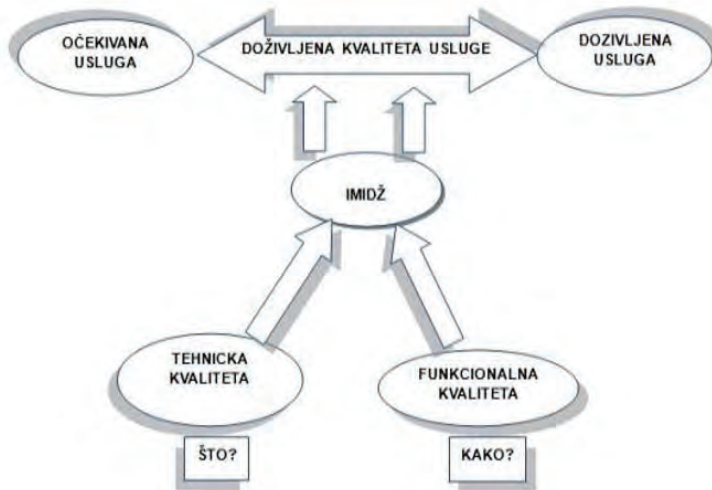 OČEKIVANA
USLUGA
DOŽIVLJENA KVALITETA USLUGE
DOZIVLJENA
USLUGA
IMIDŽ
TEHNICKA
KVALITETA
FUNKCIONALNA
KVALITETA
ŠTO?
KAKO?